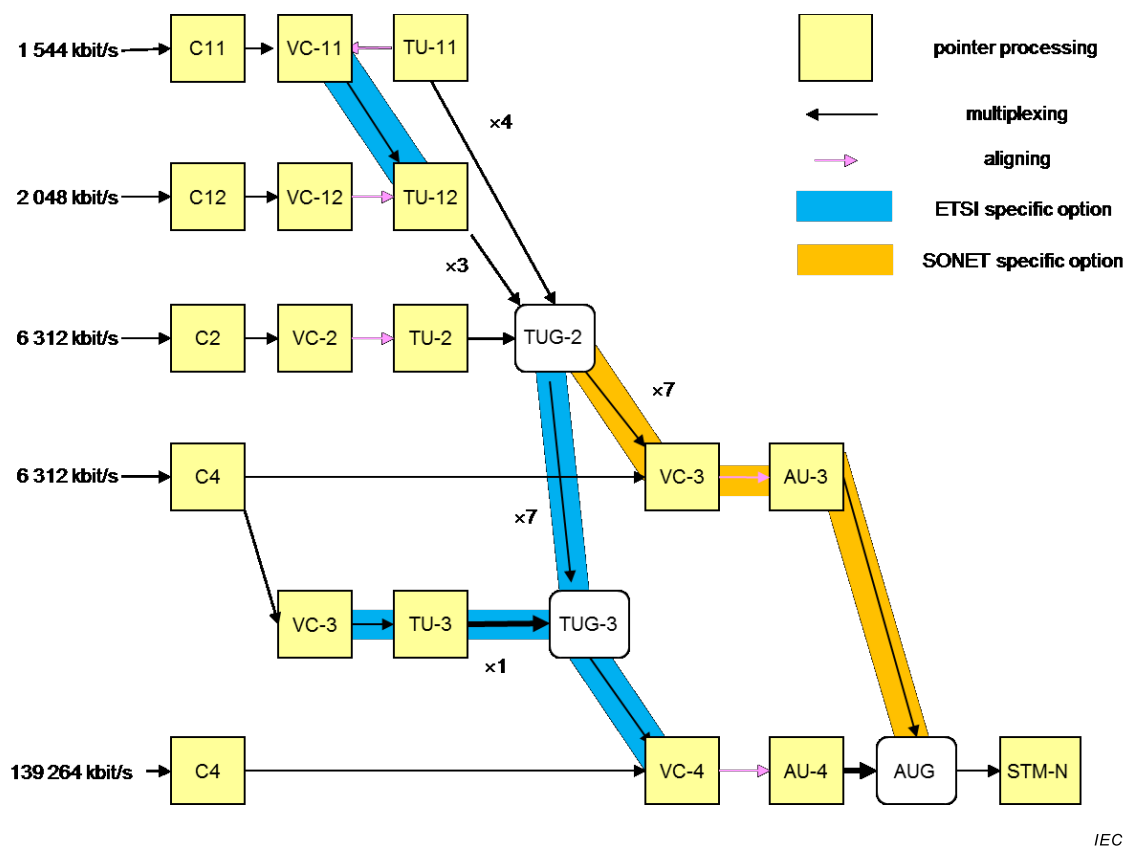 1 544 kbit/s
C11
VC-11
TU-11
pointer processing
×4
multiplexing
aligning
2 048 kbit/s
C12
VC-12
TU-12
ETSI specific option
×3
SONET specific option
6 312 kbit/s
C2
VC-2
TU-2
TUG-2
×7
6 312 kbit/s
C4
VC-3
AU-3
×7
VC-3
TU-3
TUG-3
×1
139 264 kbit/s
C4
VC-4
AU-4
AUG
STM-N
IEC